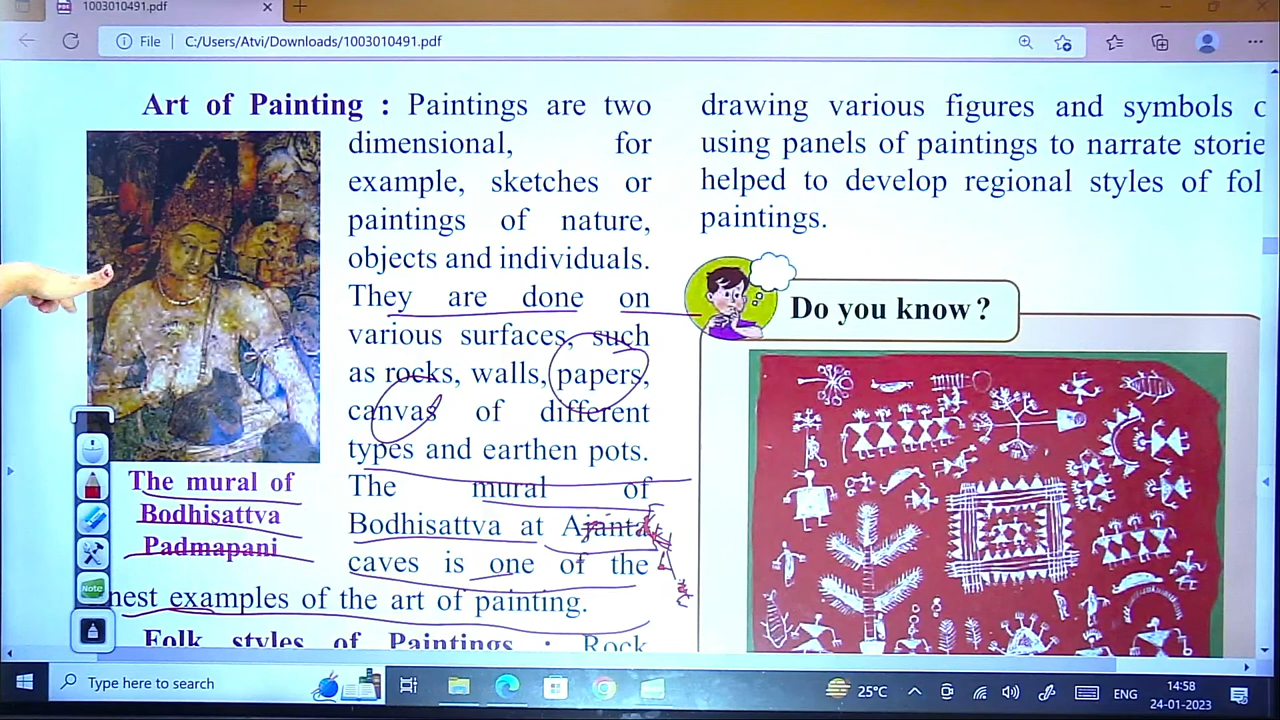 1003010491.pdf
File
C:/Users/Atvi/Downloads/1003010491.pdf
Art of Painting : Paintings are two
dimensional, for
example, sketches or
paintings of nature,
objects and individuals.
They are done on
various surfaces, such
as rocks, walls, papers,
canvas of different
types and earthen pots.
The mural of
Bodhisattva at Ajanta
caves is one of the
nest examples of the art of painting.
Folk styles of Paintings : Rock
The mural of
Bodhisattva
Padmapani
drawing various figures and symbols
using panels of paintings to narrate storie
helped to develop regional styles of fol
paintings.
Do you know ?
Note
Type here to search
25°C
ENG
14:58
24-01-2023